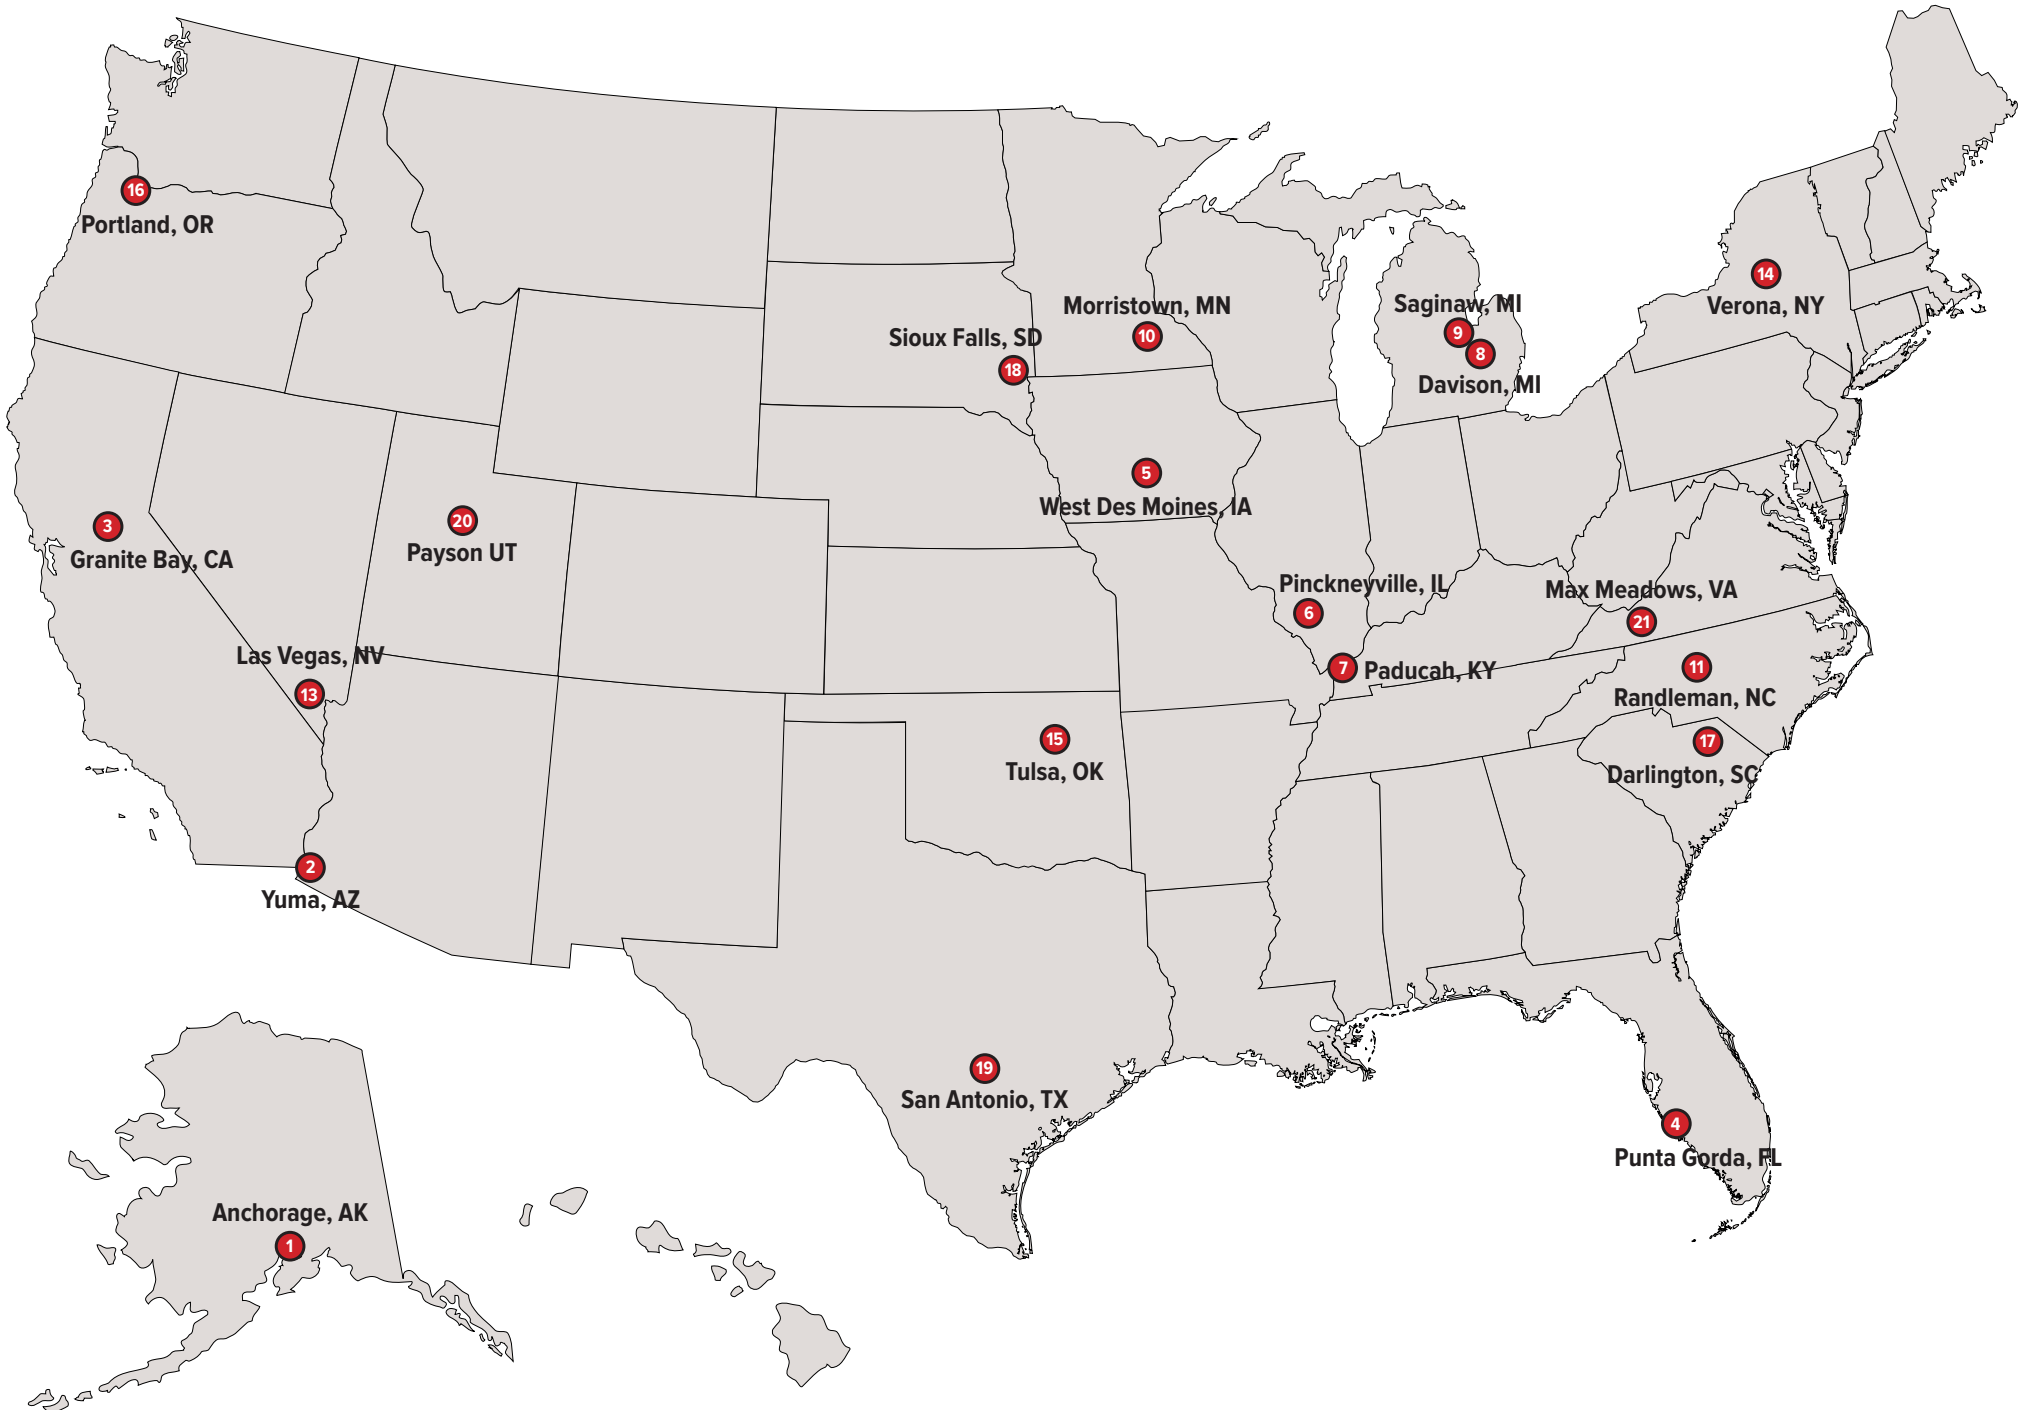 16
Portland, OR
14
Verona, NY
Morristown, MN
10
Saginaw, MI
9
8
Davison, MI
Sioux Falls, SD
18
5
West Des Moines, IA
3
Granite Bay, CA
20
Payson UT
Pinckneyville, IL
6
Max Meadows, VA
21
Las Vegas, NV
13
7
Paducah, KY
11
Randleman, NC
15
Tulsa, OK
17
Darlington, SC
2
Yuma, AZ
19
San Antonio, TX
4
Punta Gorda, FL
Anchorage, AK
1